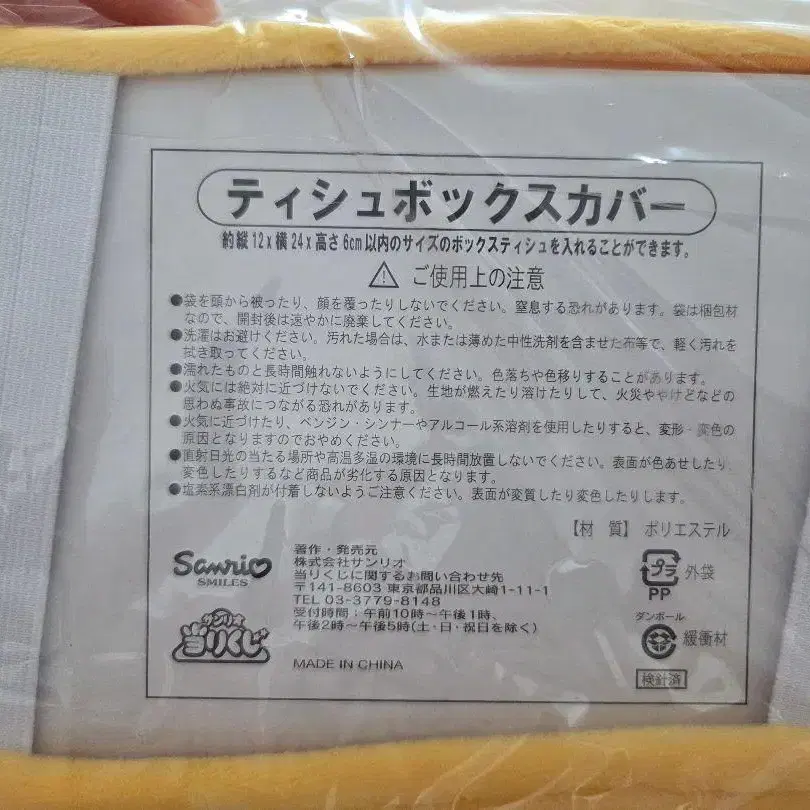 ティシュボックスカバー
約縦12x横24x高さ6cm以内のサイズのボックスティシュを入れることができます。
ご使用上の注意
●袋を頭から被ったり、顔を覆ったりしないでください。窒息する恐れがあります。袋は梱包材
なので、開封後は速やかに廃棄してください。
●洗濯はお避けください。汚れた場合は、水または薄めた中性洗剤を含ませた布等で、軽く汚れを
拭き取ってください。
●濡れたものと長時間触れないようにしてください。色落ちや色移りすることがあります。
●火気には絶対に近づけないでください。生地が燃えたり溶けたりして、火災ややけどなどの
思わぬ事故につながる恐れがあります。
●火気に近づけたり、ベンジン・シンナーやアルコール系溶剤を使用したりすると、変形・変色の
原因となりますのでおやめください。
●直射日光の当たる場所や高温多湿の環境に長時間放置しないでください。表面が色あせしたり、
変色したりするなど商品が劣化する原因となります。
●塩素系漂白剤が付着しないようご注意ください。表面が変質したり変色したりします。
【材 質】 ポリエステル
Sanrio
SMILES
サンリオ
当りくじ
著作・発売元
株式会社サンリオ
当りくじに関するお問い合わせ先
〒141-8603 東京都品川区大崎1-11-1
TEL 03-3779-8148
受付時間：午前10時～午後1時、
午後2時～午後5時(土・日・祝日を除く)
MADE IN CHINA
プラ 外袋
PP
ダンボール
緩衝材
検針済